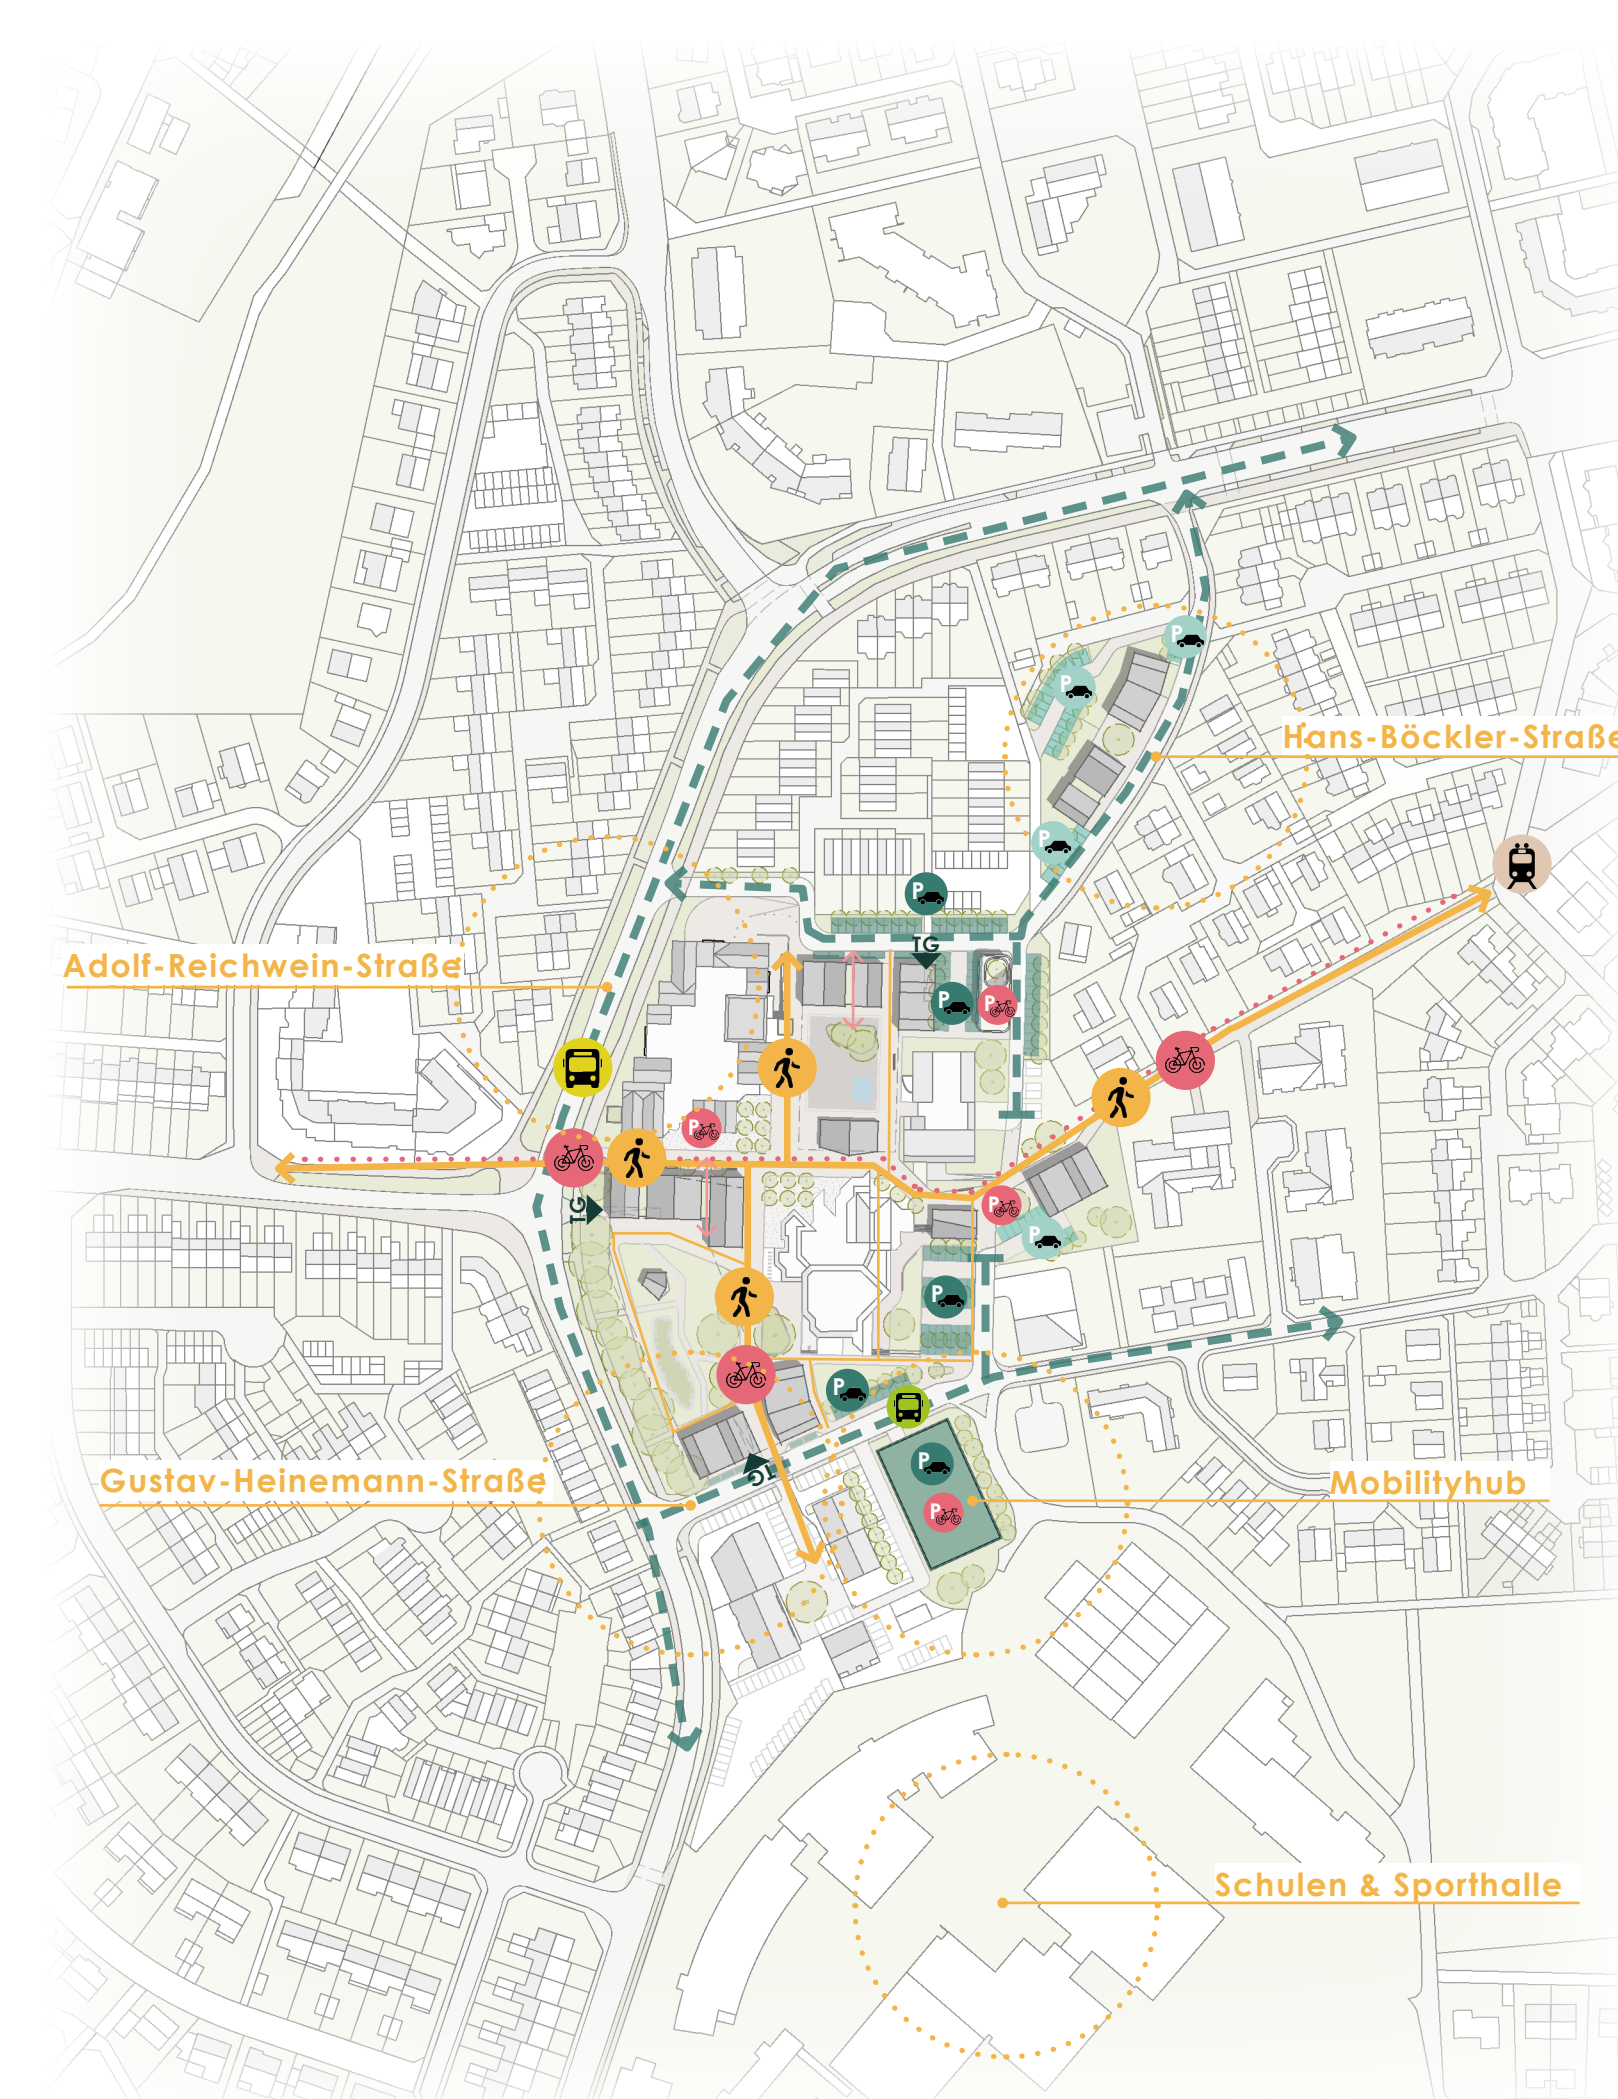 P
P
Hans-Böckler-Straße
P
P
Adolf-Reichwein-Straße
TG
P
P
P
TG
P
P
P
P
Gustav-Heinemann-Straße
TG
P
Mobilityhub
P
Schulen & Sporthalle